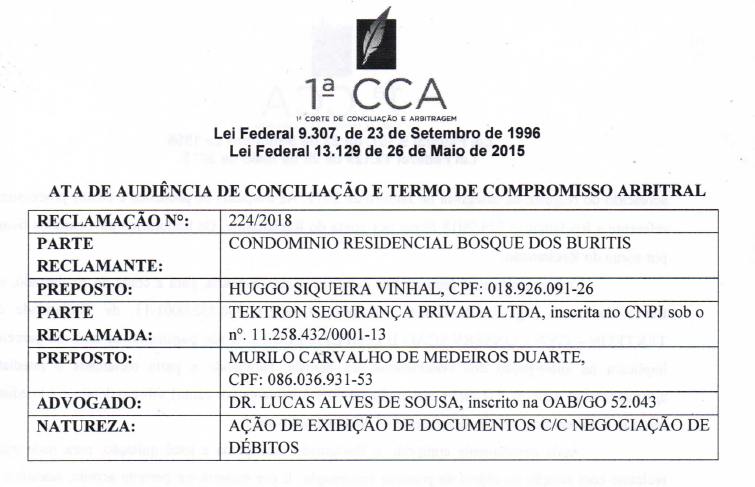 1ª CCA
1ª CORTE DE CONCILIAÇÃO E ARBITRAGEM
Lei Federal 9.307, de 23 de Setembro de 1996
Lei Federal 13.129 de 26 de Maio de 2015
ATA DE AUDIÊNCIA DE CONCILIAÇÃO E TERMO DE COMPROMISSO ARBITRAL
RECLAMAÇÃO Nº: 224/2018
PARTE RECLAMANTE: CONDOMINIO RESIDENCIAL BOSQUE DOS BURITIS
PREPOSTO: HUGGO SIQUEIRA VINHAL, CPF: 018.926.091-26
PARTE RECLAMADA: TEKTRON SEGURANÇA PRIVADA LTDA, inscrita no CNPJ sob o
nº. 11.258.432/0001-13
PREPOSTO: MURILO CARVALHO DE MEDEIROS DUARTE,
CPF: 086.036.931-53
ADVOGADO: DR. LUCAS ALVES DE SOUSA, inscrito na OAB/GO 52.043
NATUREZA: AÇÃO DE EXIBIÇÃO DE DOCUMENTOS C/C NEGOCIAÇÃO DE
DÉBITOS